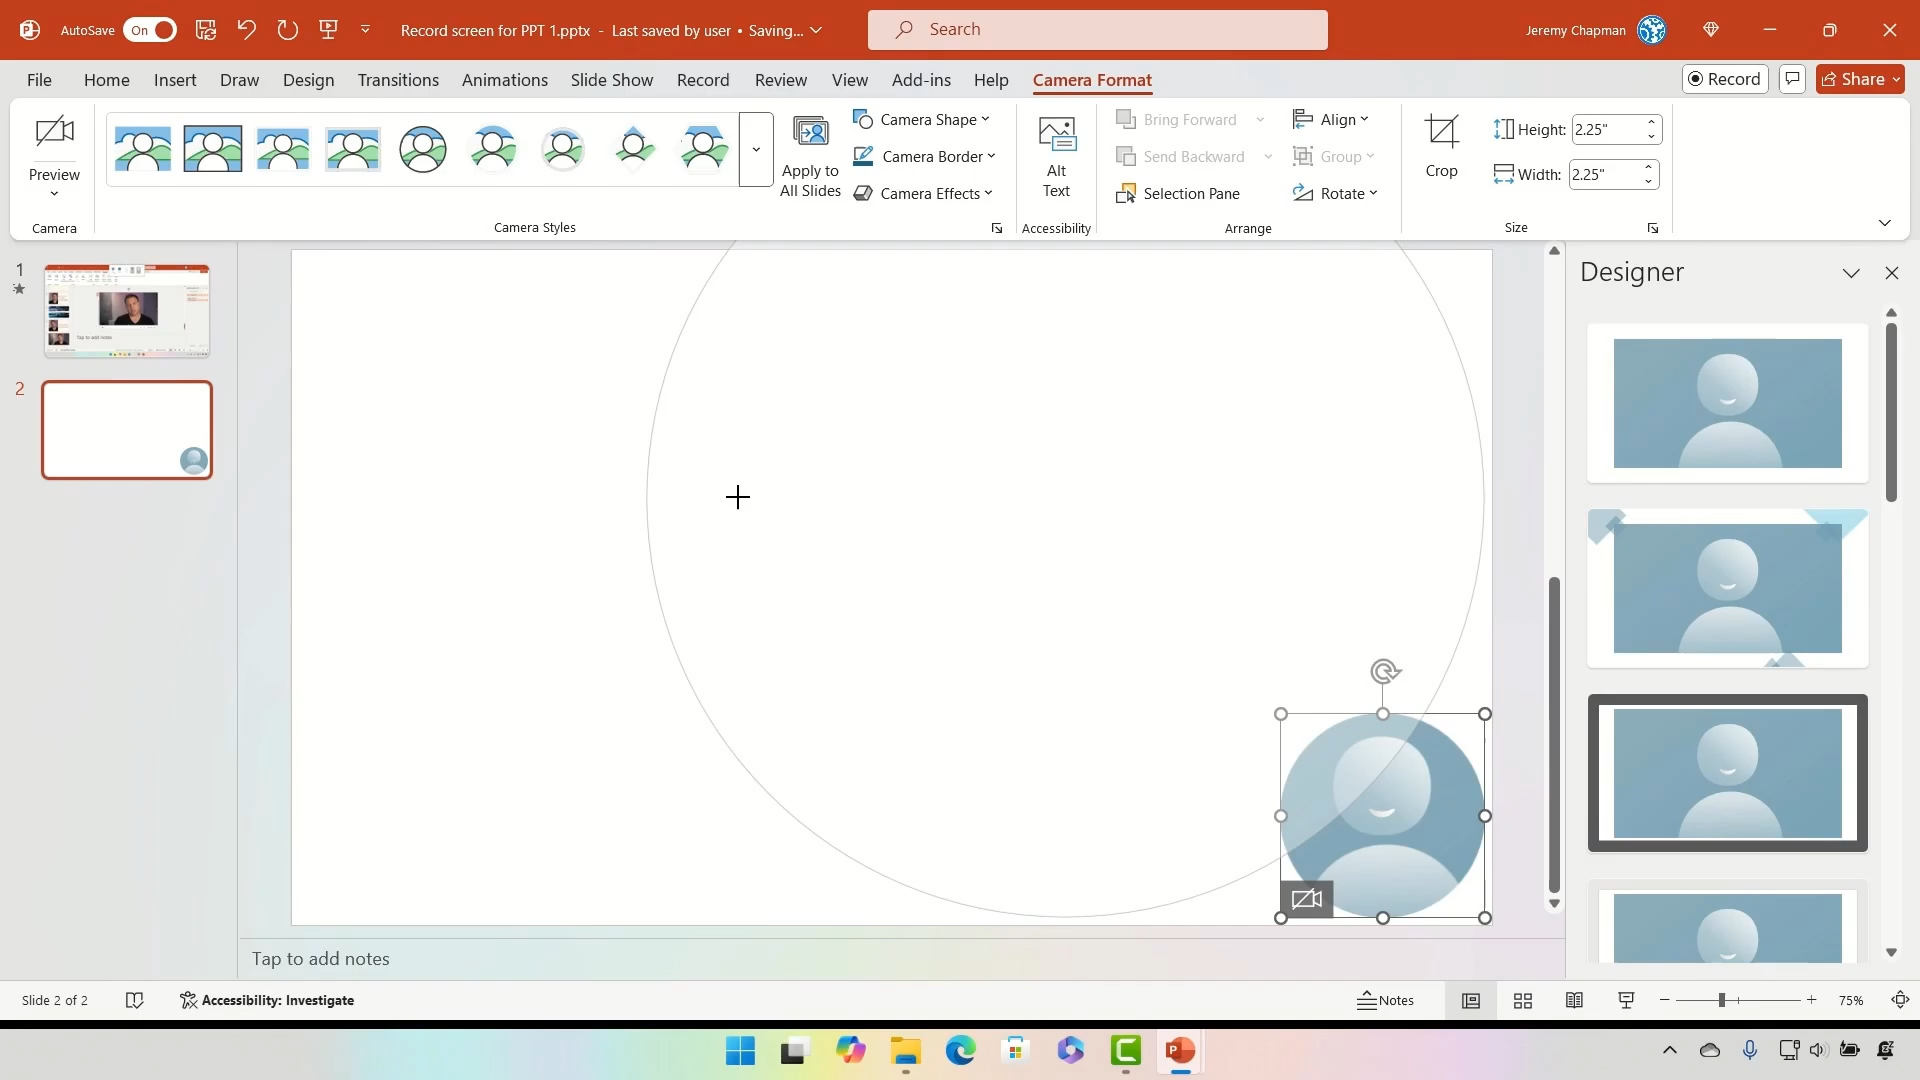 AutoSave On Record screen for PPT 1.pptx - Last saved by user • Saving... Search Jeremy Chapman
File Home Insert Draw Design Transitions Animations Slide Show Record Review View Add-ins Help Camera Format Record Share
Preview
Camera
Apply to
All Slides
Camera Shape
Camera Border
Camera Effects
Camera Styles
Alt
Text
Accessibility
Bring Forward
Send Backward
Selection Pane
Align
Group
Rotate
Arrange
Crop
Height: 2.25"
Width: 2.25"
Size
1
2
Designer
Tap to add notes
Slide 2 of 2 Accessibility: Investigate Notes 75%